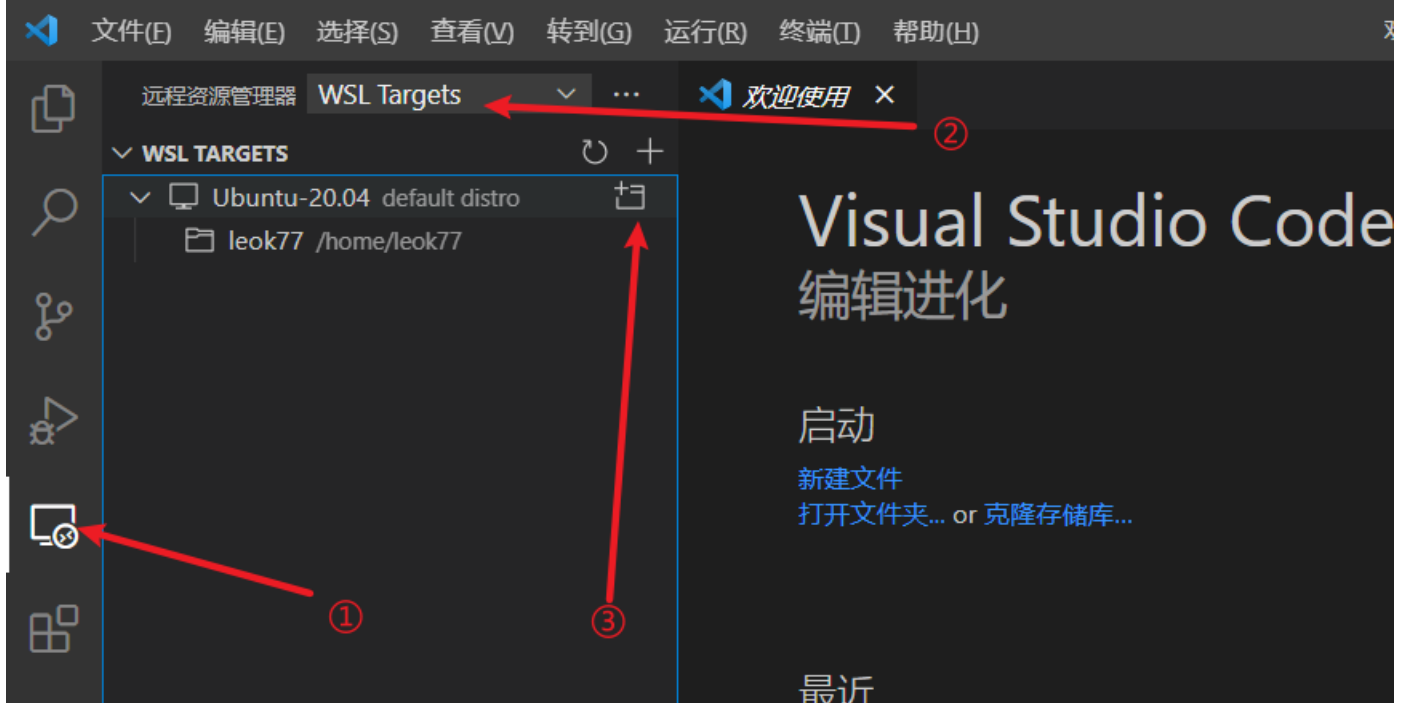 文件(F) 编辑(E) 选择(S) 查看(V) 转到(G) 运行(R) 终端(T) 帮助(H)
远程资源管理器 WSL Targets ... 欢迎使用
②
WSL TARGETS
Ubuntu-20.04 default distro
leok77 /home/leok77
Visual Studio Code
编辑进化
启动
新建文件
打开文件夹... or 克隆存储库...
①
③
最近